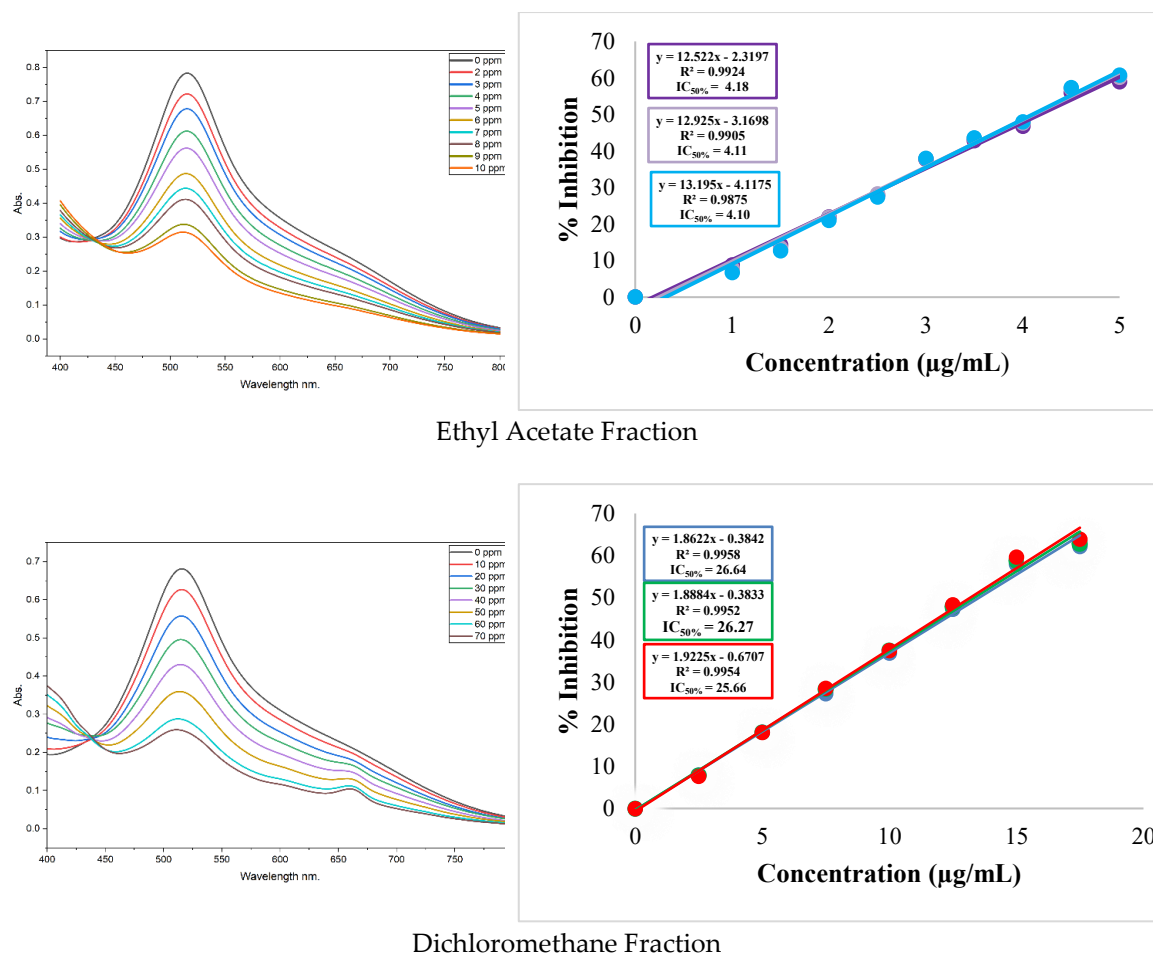 0 ppm
2 ppm
3 ppm
4 ppm
5 ppm
6 ppm
7 ppm
8 ppm
9 ppm
10 ppm
0.8
0.7
0.6
0.5
0.4
0.3
0.2
0.1
0.0
Abs.
400 450 500 550 600 650 700 750 800
Wavelength nm.
70
60
50
40
30
20
10
0
% Inhibition
y = 12.522x - 2.3197
R² = 0.9924
IC50% = 4.18
y = 12.925x - 3.1698
R² = 0.9905
IC50% = 4.11
y = 13.195x - 4.1175
R² = 0.9875
IC50% = 4.10
0 1 2 3 4 5
Concentration (µg/mL)
Ethyl Acetate Fraction
0 ppm
10 ppm
20 ppm
30 ppm
40 ppm
50 ppm
60 ppm
70 ppm
0.7
0.6
0.5
0.4
0.3
0.2
0.1
0.0
Abs.
400 450 500 550 600 650 700 750
Wavelength nm.
70
60
50
40
30
20
10
0
% Inhibition
y = 1.8622x - 0.3842
R² = 0.9958
IC50% = 26.64
y = 1.8884x - 0.3833
R² = 0.9952
IC50% = 26.27
y = 1.9225x - 0.6707
R² = 0.9954
IC50% = 25.66
0 5 10 15 20
Concentration (µg/mL)
Dichloromethane Fraction